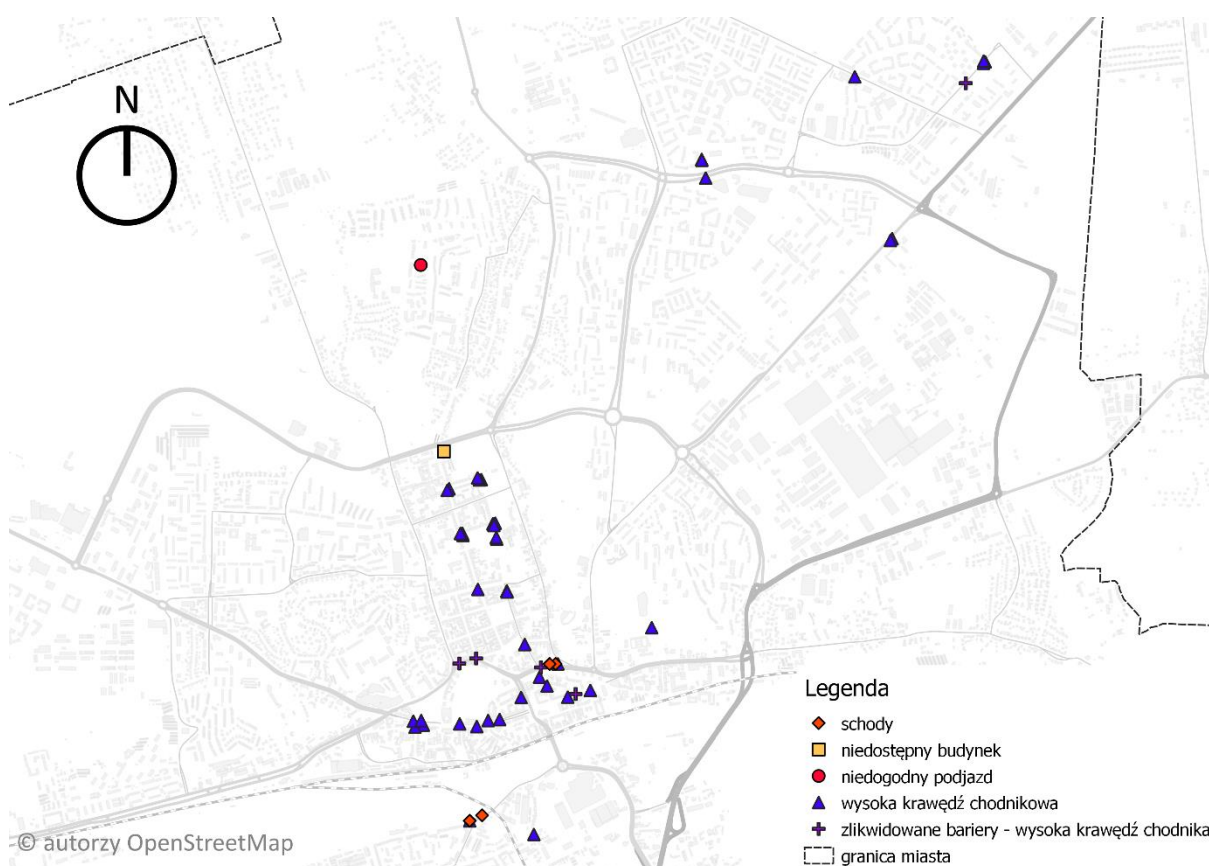 N
Legenda
schody
niedostępny budynek
niedogodny podjazd
wysoka krawędź chodnikowa
zlikwidowane bariery - wysoka krawędź chodnika
granica miasta
© autorzy OpenStreetMap